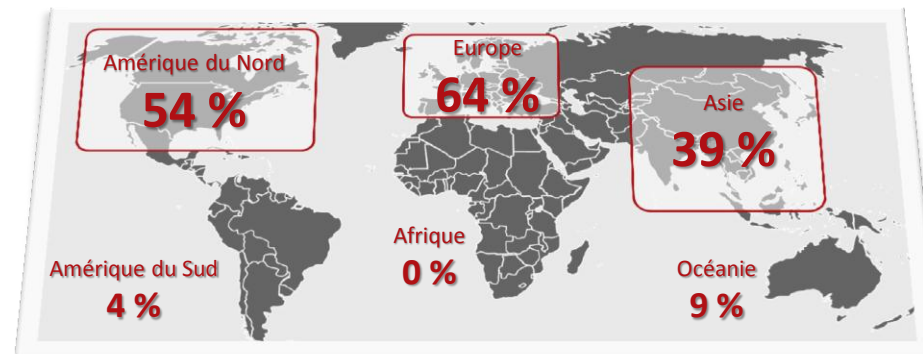 Amérique du Nord
54 %
Europe
64 %
Asie
39 %
Afrique
0 %
Amérique du Sud
4 %
Océanie
9 %